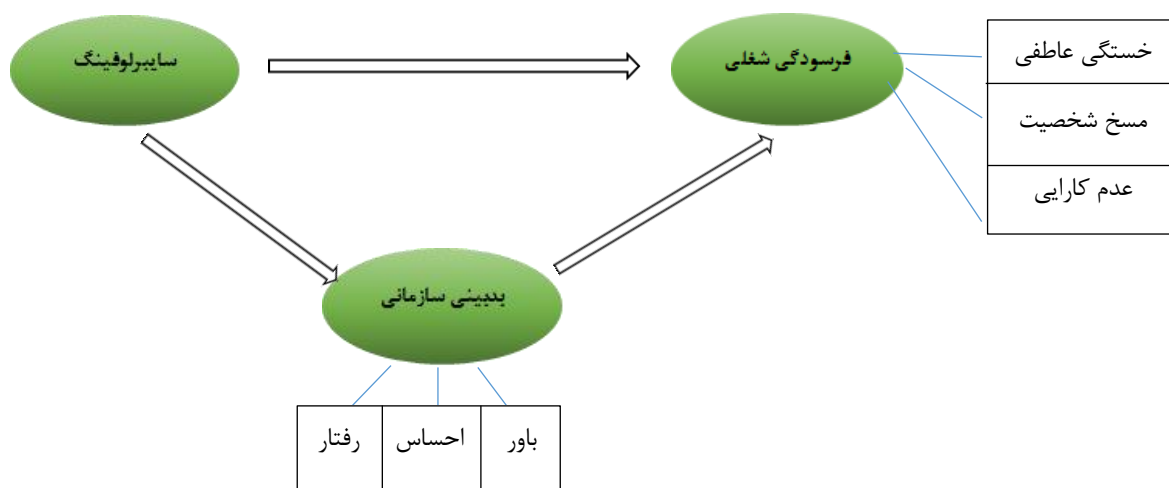 سایبرلوفینگ
فرسودگی شغلی
خستگی عاطفی
مسخ شخصیت
عدم کارایی
بدبینی سازمانی
باور
احساس
رفتار